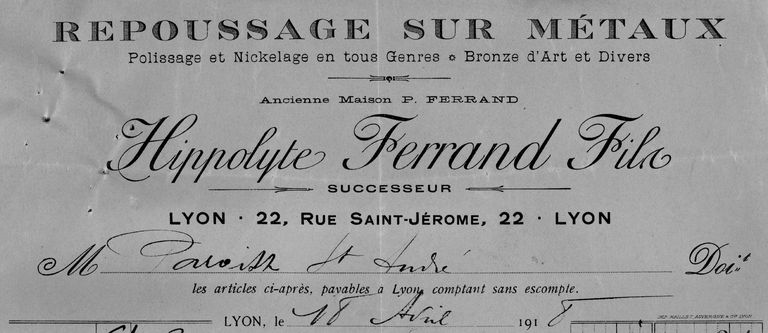 REPOUSSAGE SUR MÉTAUX
Polissage et Nickelage en tous Genres ✡ Bronze d'Art et Divers
Ancienne Maison P. FERRAND
Hippolyte Ferrand Fils
SUCCESSEUR
LYON · 22, RUE SAINT-JÉROME, 22 · LYON
M Paroisse St André Doit
les articles ci-après, payables à Lyon comptant sans escompte.
LYON, le 18 Avril 1918